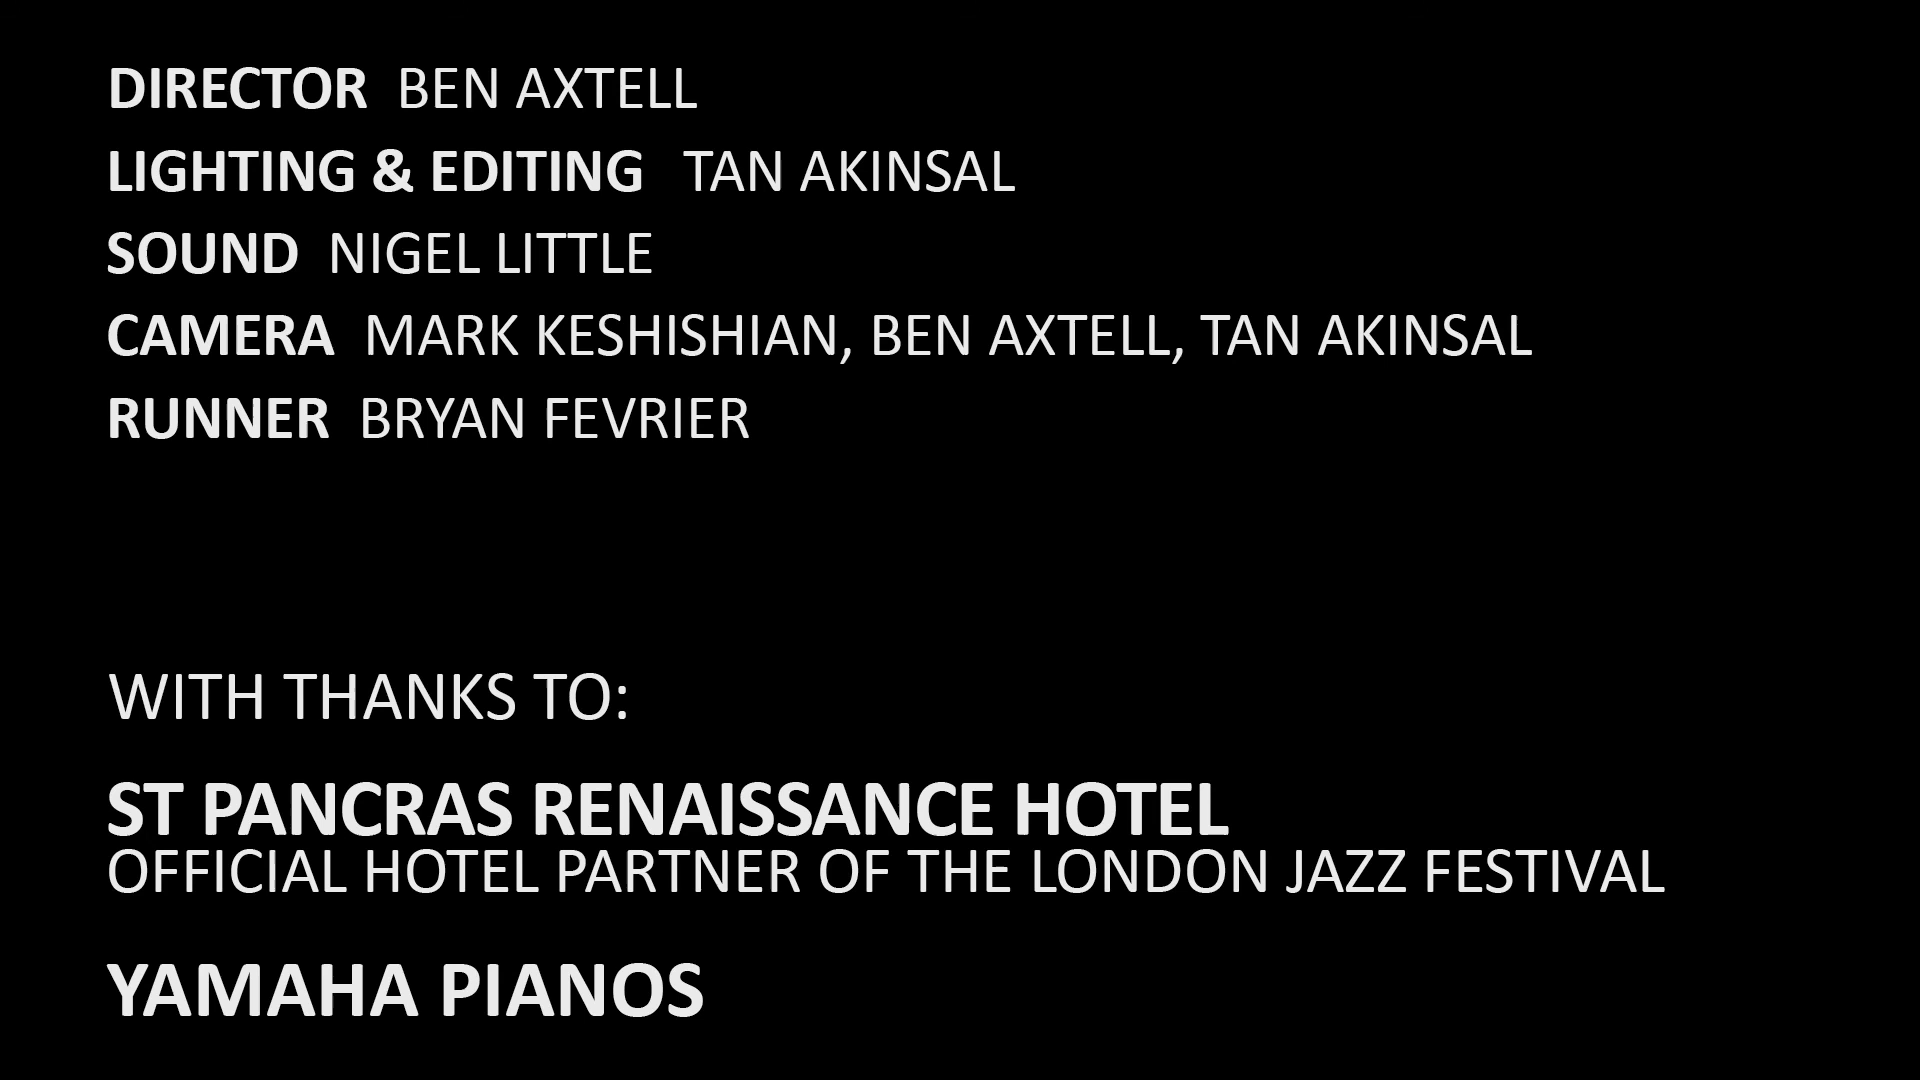 DIRECTOR BEN AXTELL
LIGHTING & EDITING TAN AKINSAL
SOUND NIGEL LITTLE
CAMERA MARK KESHISHIAN, BEN AXTELL, TAN AKINSAL
RUNNER BRYAN FEVRIER
WITH THANKS TO:
ST PANCRAS RENAISSANCE HOTEL
OFFICIAL HOTEL PARTNER OF THE LONDON JAZZ FESTIVAL
YAMAHA PIANOS